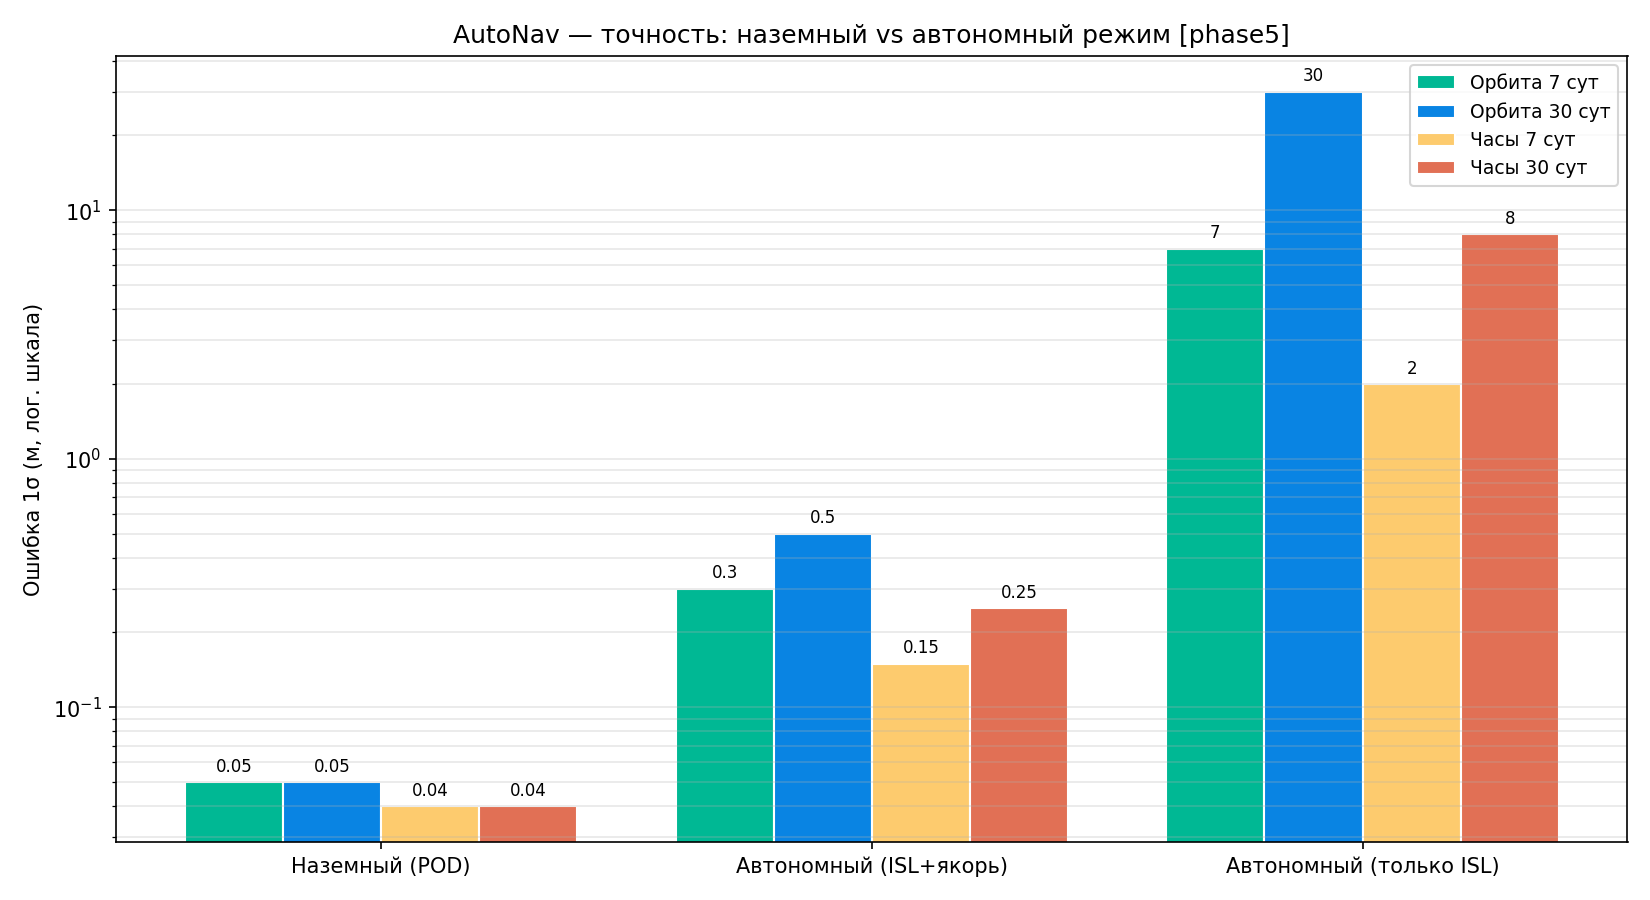 AutoNav — точность: наземный vs автономный режим [phase5]
Орбита 7 сут
Орбита 30 сут
Часы 7 сут
Часы 30 сут
Ошибка 1σ (м, лог. шкала)
10¹
10⁰
10⁻¹
0.05
0.05
0.04
0.04
0.3
0.5
0.15
0.25
7
30
2
8
Наземный (POD)
Автономный (ISL+якорь)
Автономный (только ISL)